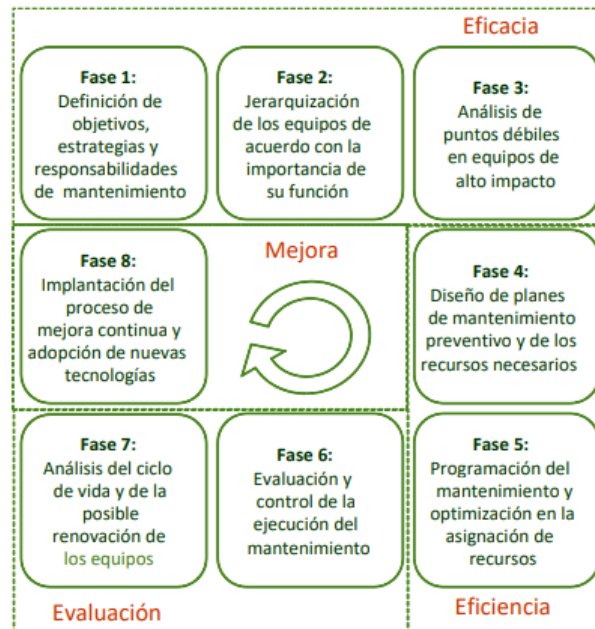 Eficacia
Fase 1:
Definición de
objetivos,
estrategias y
responsabilidades
de mantenimiento
Fase 2:
Jerarquización
de los equipos de
acuerdo con la
importancia de
su función
Fase 3:
Análisis de
puntos débiles
en equipos de
alto impacto
Fase 8:
Implantación del
proceso de
mejora continua y
adopción de nuevas
tecnologías
Mejora
Fase 4:
Diseño de planes
de mantenimiento
preventivo y de los
recursos necesarios
Fase 7:
Análisis del ciclo
de vida y de la
posible
renovación de
los equipos
Fase 6:
Evaluación y
control de la
ejecución del
mantenimiento
Fase 5:
Programación del
mantenimiento y
optimización en la
asignación de
recursos
Evaluación
Eficiencia